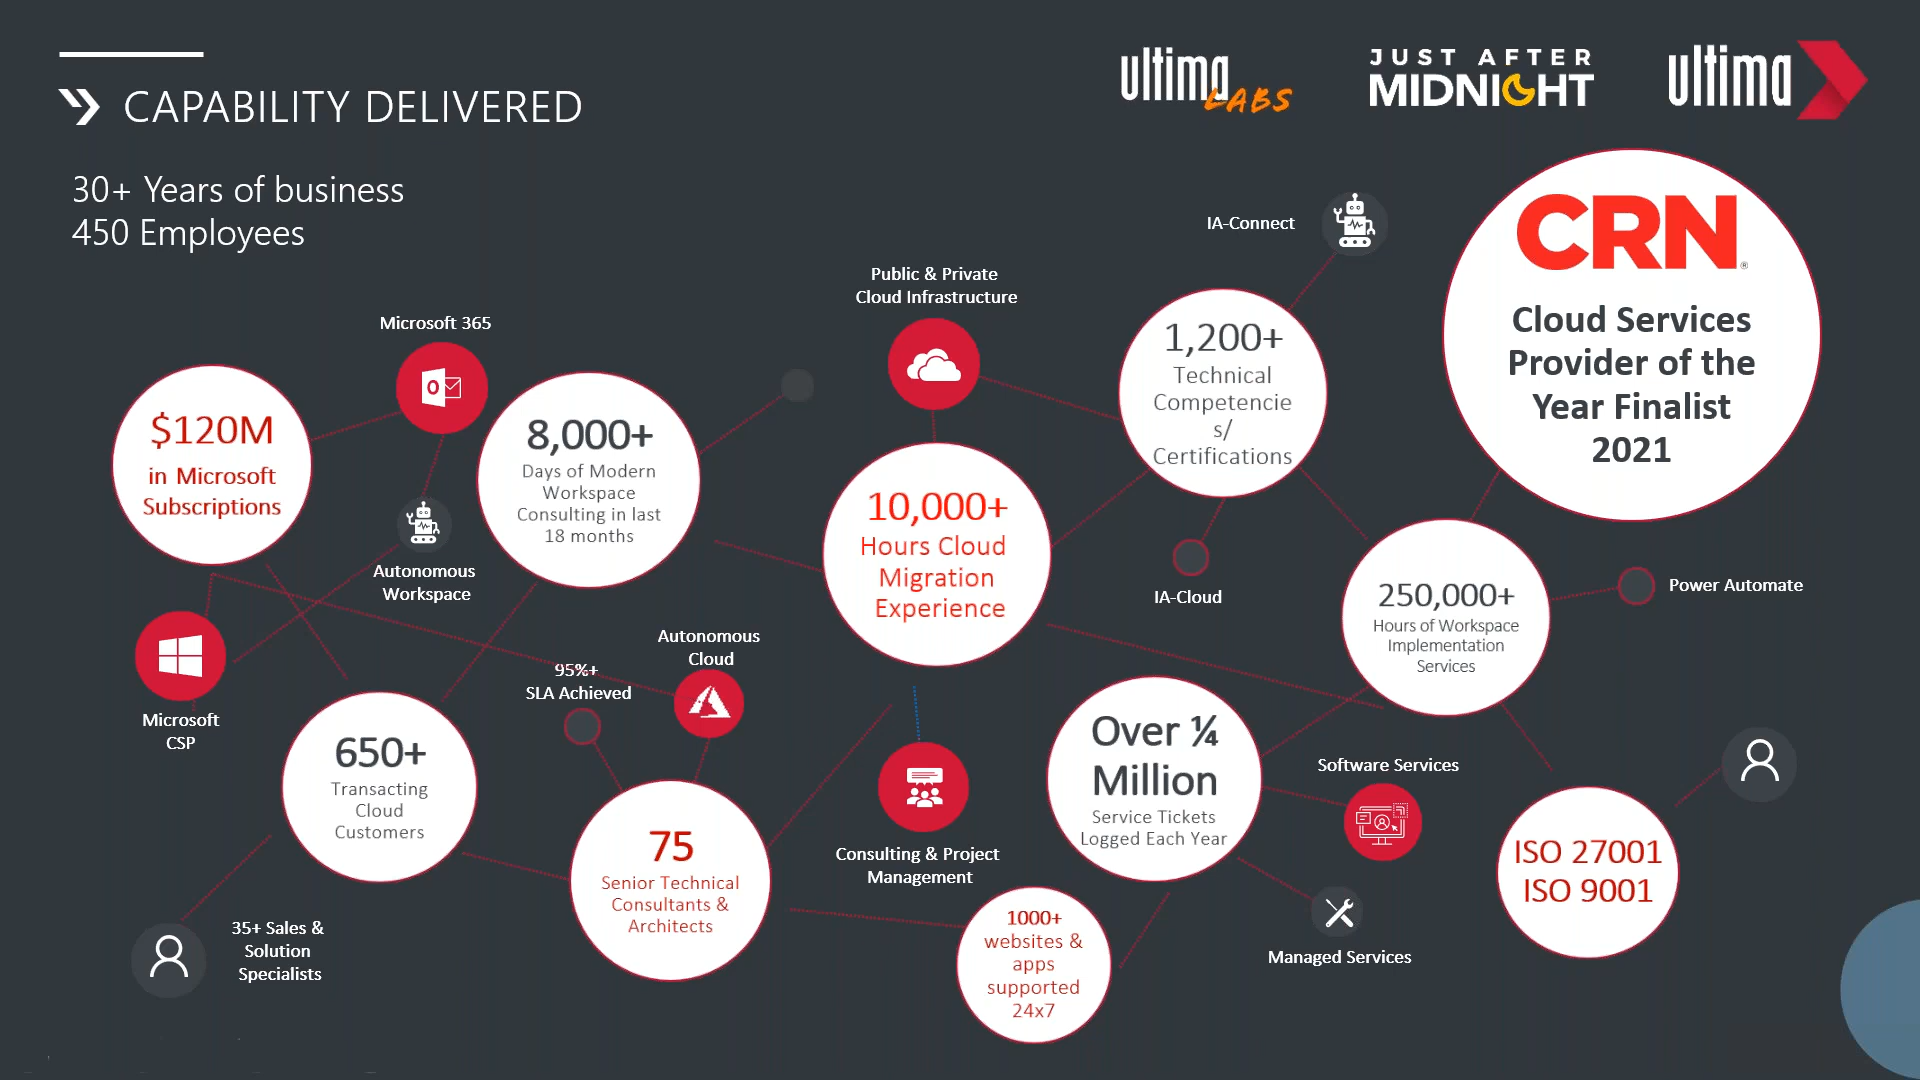 CAPABILITY DELIVERED
ultima
LABS
JUST AFTER
MIDNIGHT
ultima
30+ Years of business
450 Employees
IA-Connect
CRN®
Cloud Services
Provider of the
Year Finalist
2021
Public & Private
Cloud Infrastructure
Microsoft 365
1,200+
Technical
Competencie
s/
Certifications
$120M
in Microsoft
Subscriptions
8,000+
Days of Modern
Workspace
Consulting in last
18 months
10,000+
Hours Cloud
Migration
Experience
Autonomous
Workspace
IA-Cloud
250,000+
Hours of Workspace
Implementation
Services
Power Automate
Autonomous
Cloud
95%+
SLA Achieved
Microsoft
CSP
650+
Transacting
Cloud
Customers
Over ¼
Million
Service Tickets
Logged Each Year
Software Services
75
Senior Technical
Consultants &
Architects
Consulting & Project
Management
ISO 27001
ISO 9001
35+ Sales &
Solution
Specialists
1000+
websites &
apps
supported
24x7
Managed Services